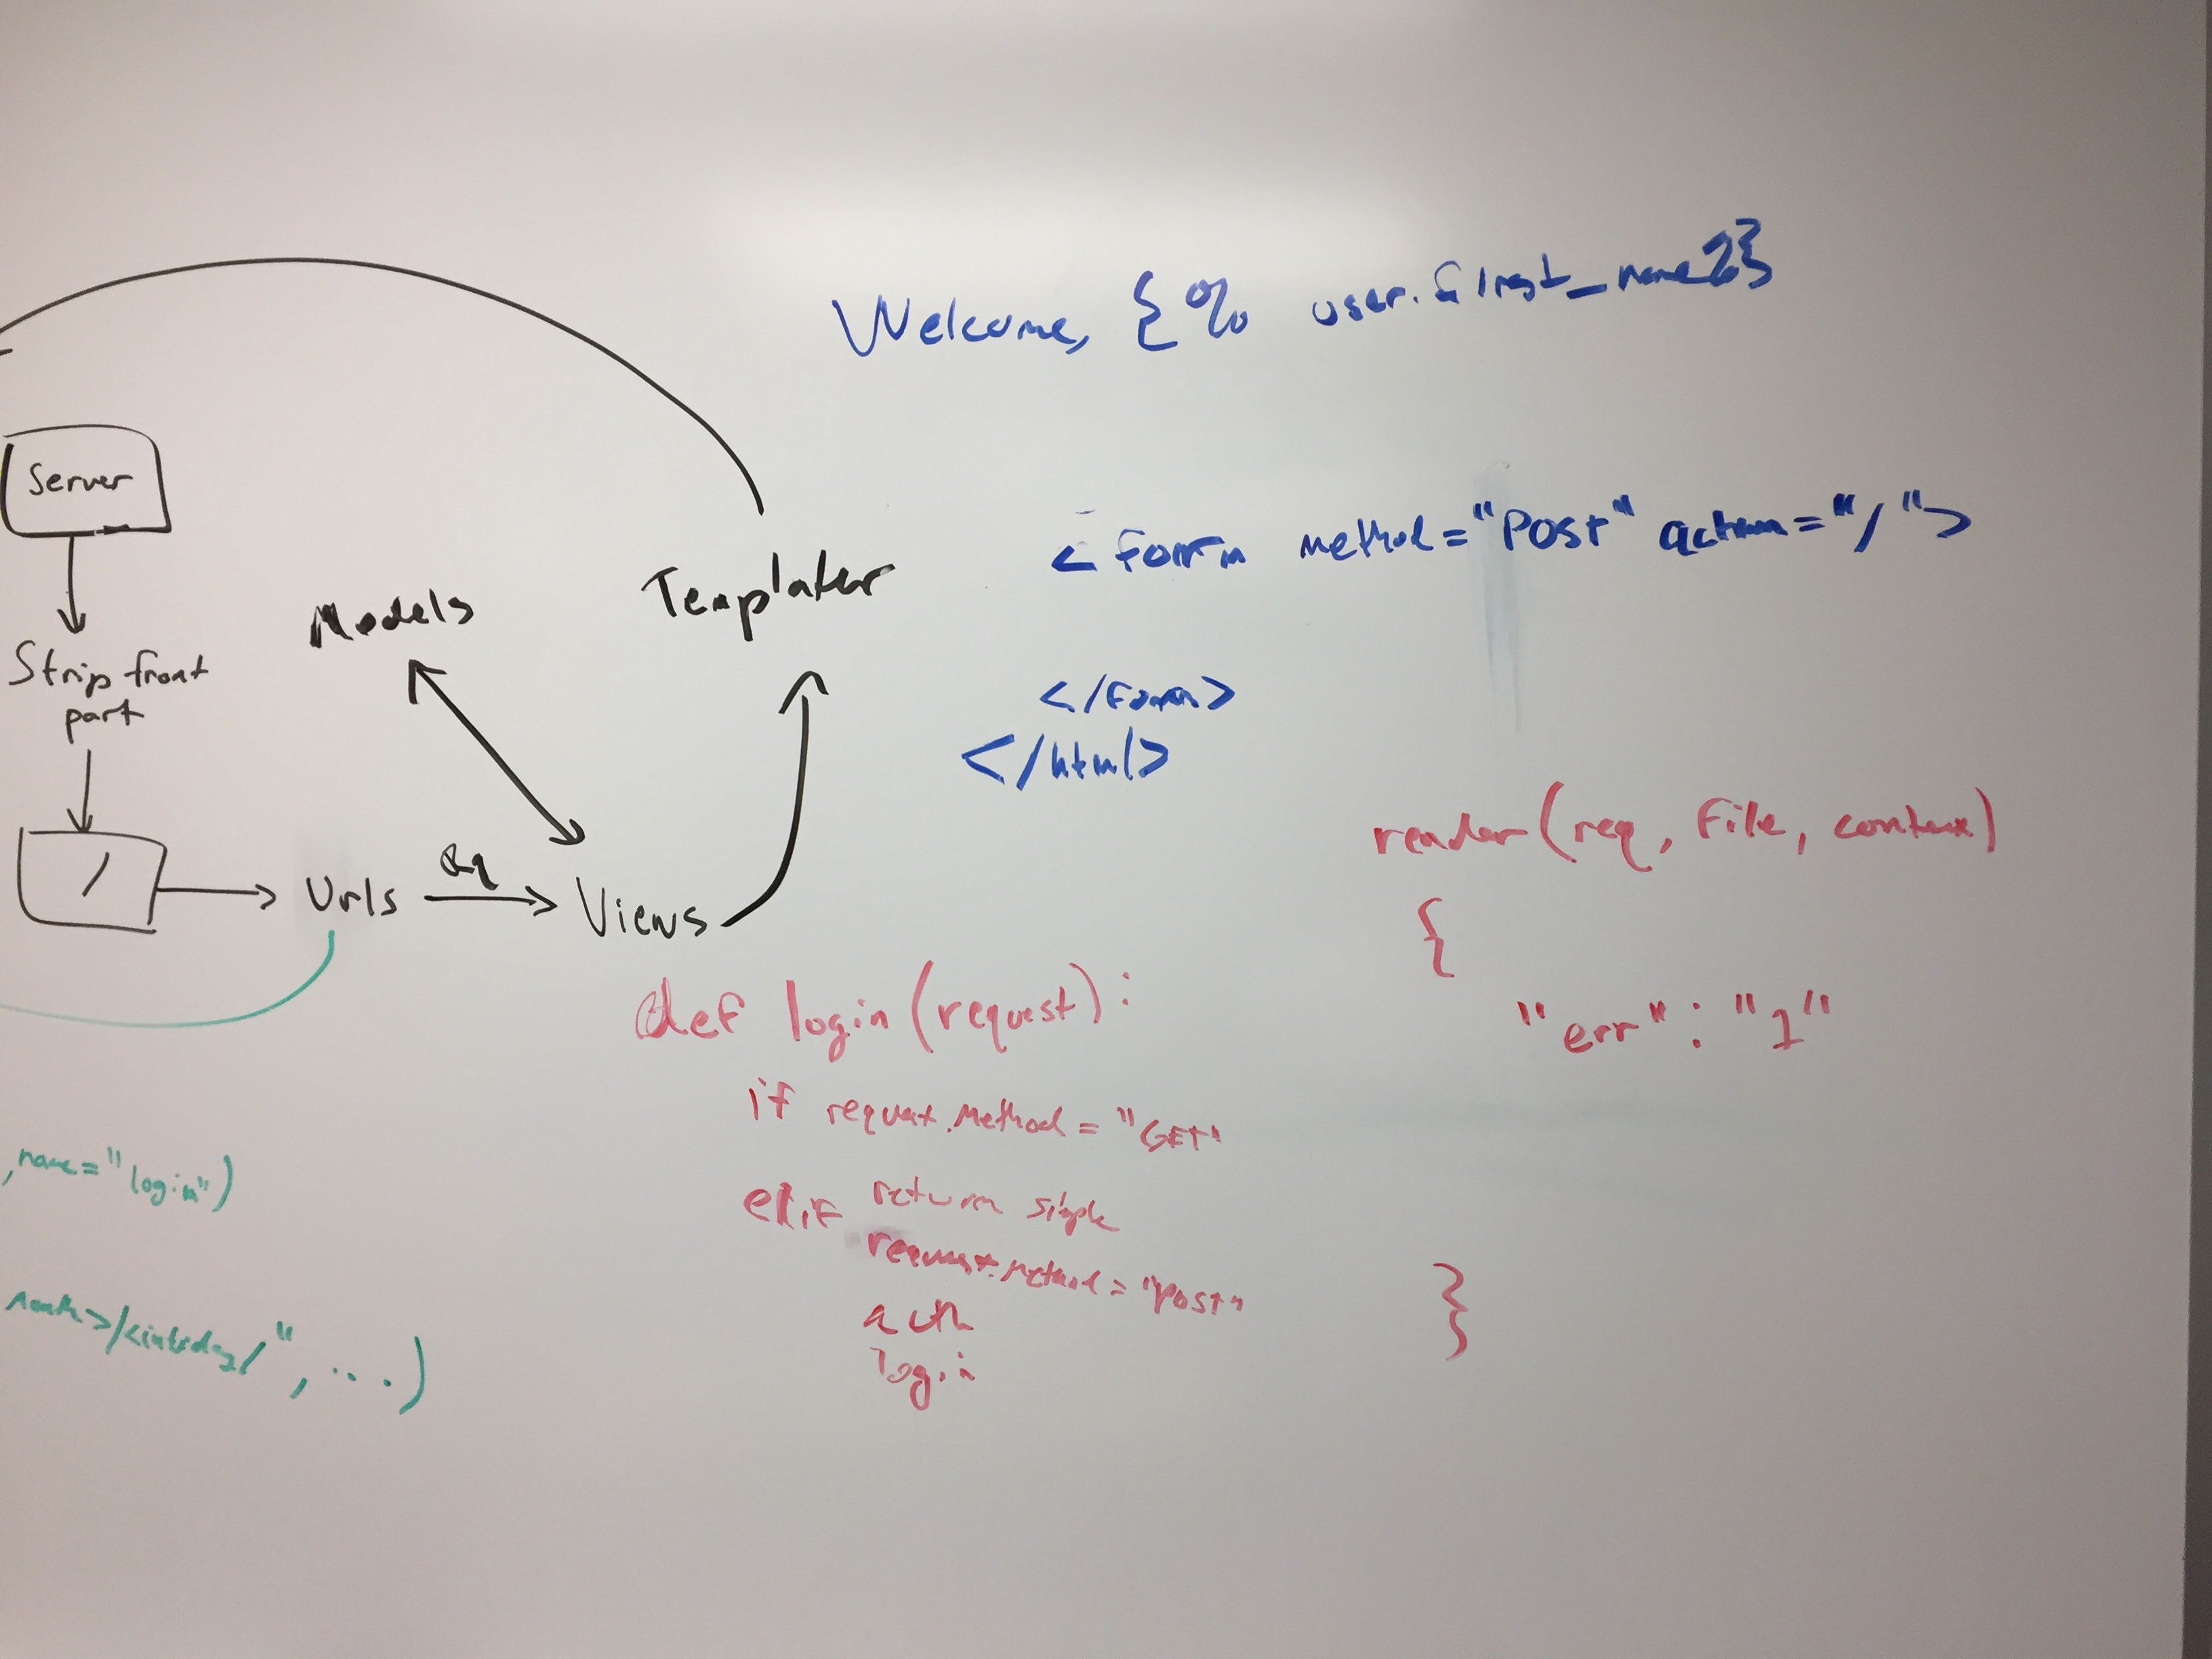 Welcome, {% user.first_name %}
Server
<form method="Post" action="/">
Models
Templates
Strip front
part
</form>
</html>
render(req, file, context)
/
Urls
req
Views
{
def login(request):
"err": "1"
if request.method = "GET"
,name="login")
return simple
elif
request.method = "POST"
}
auth
login
month>/<int:day>/", ...)